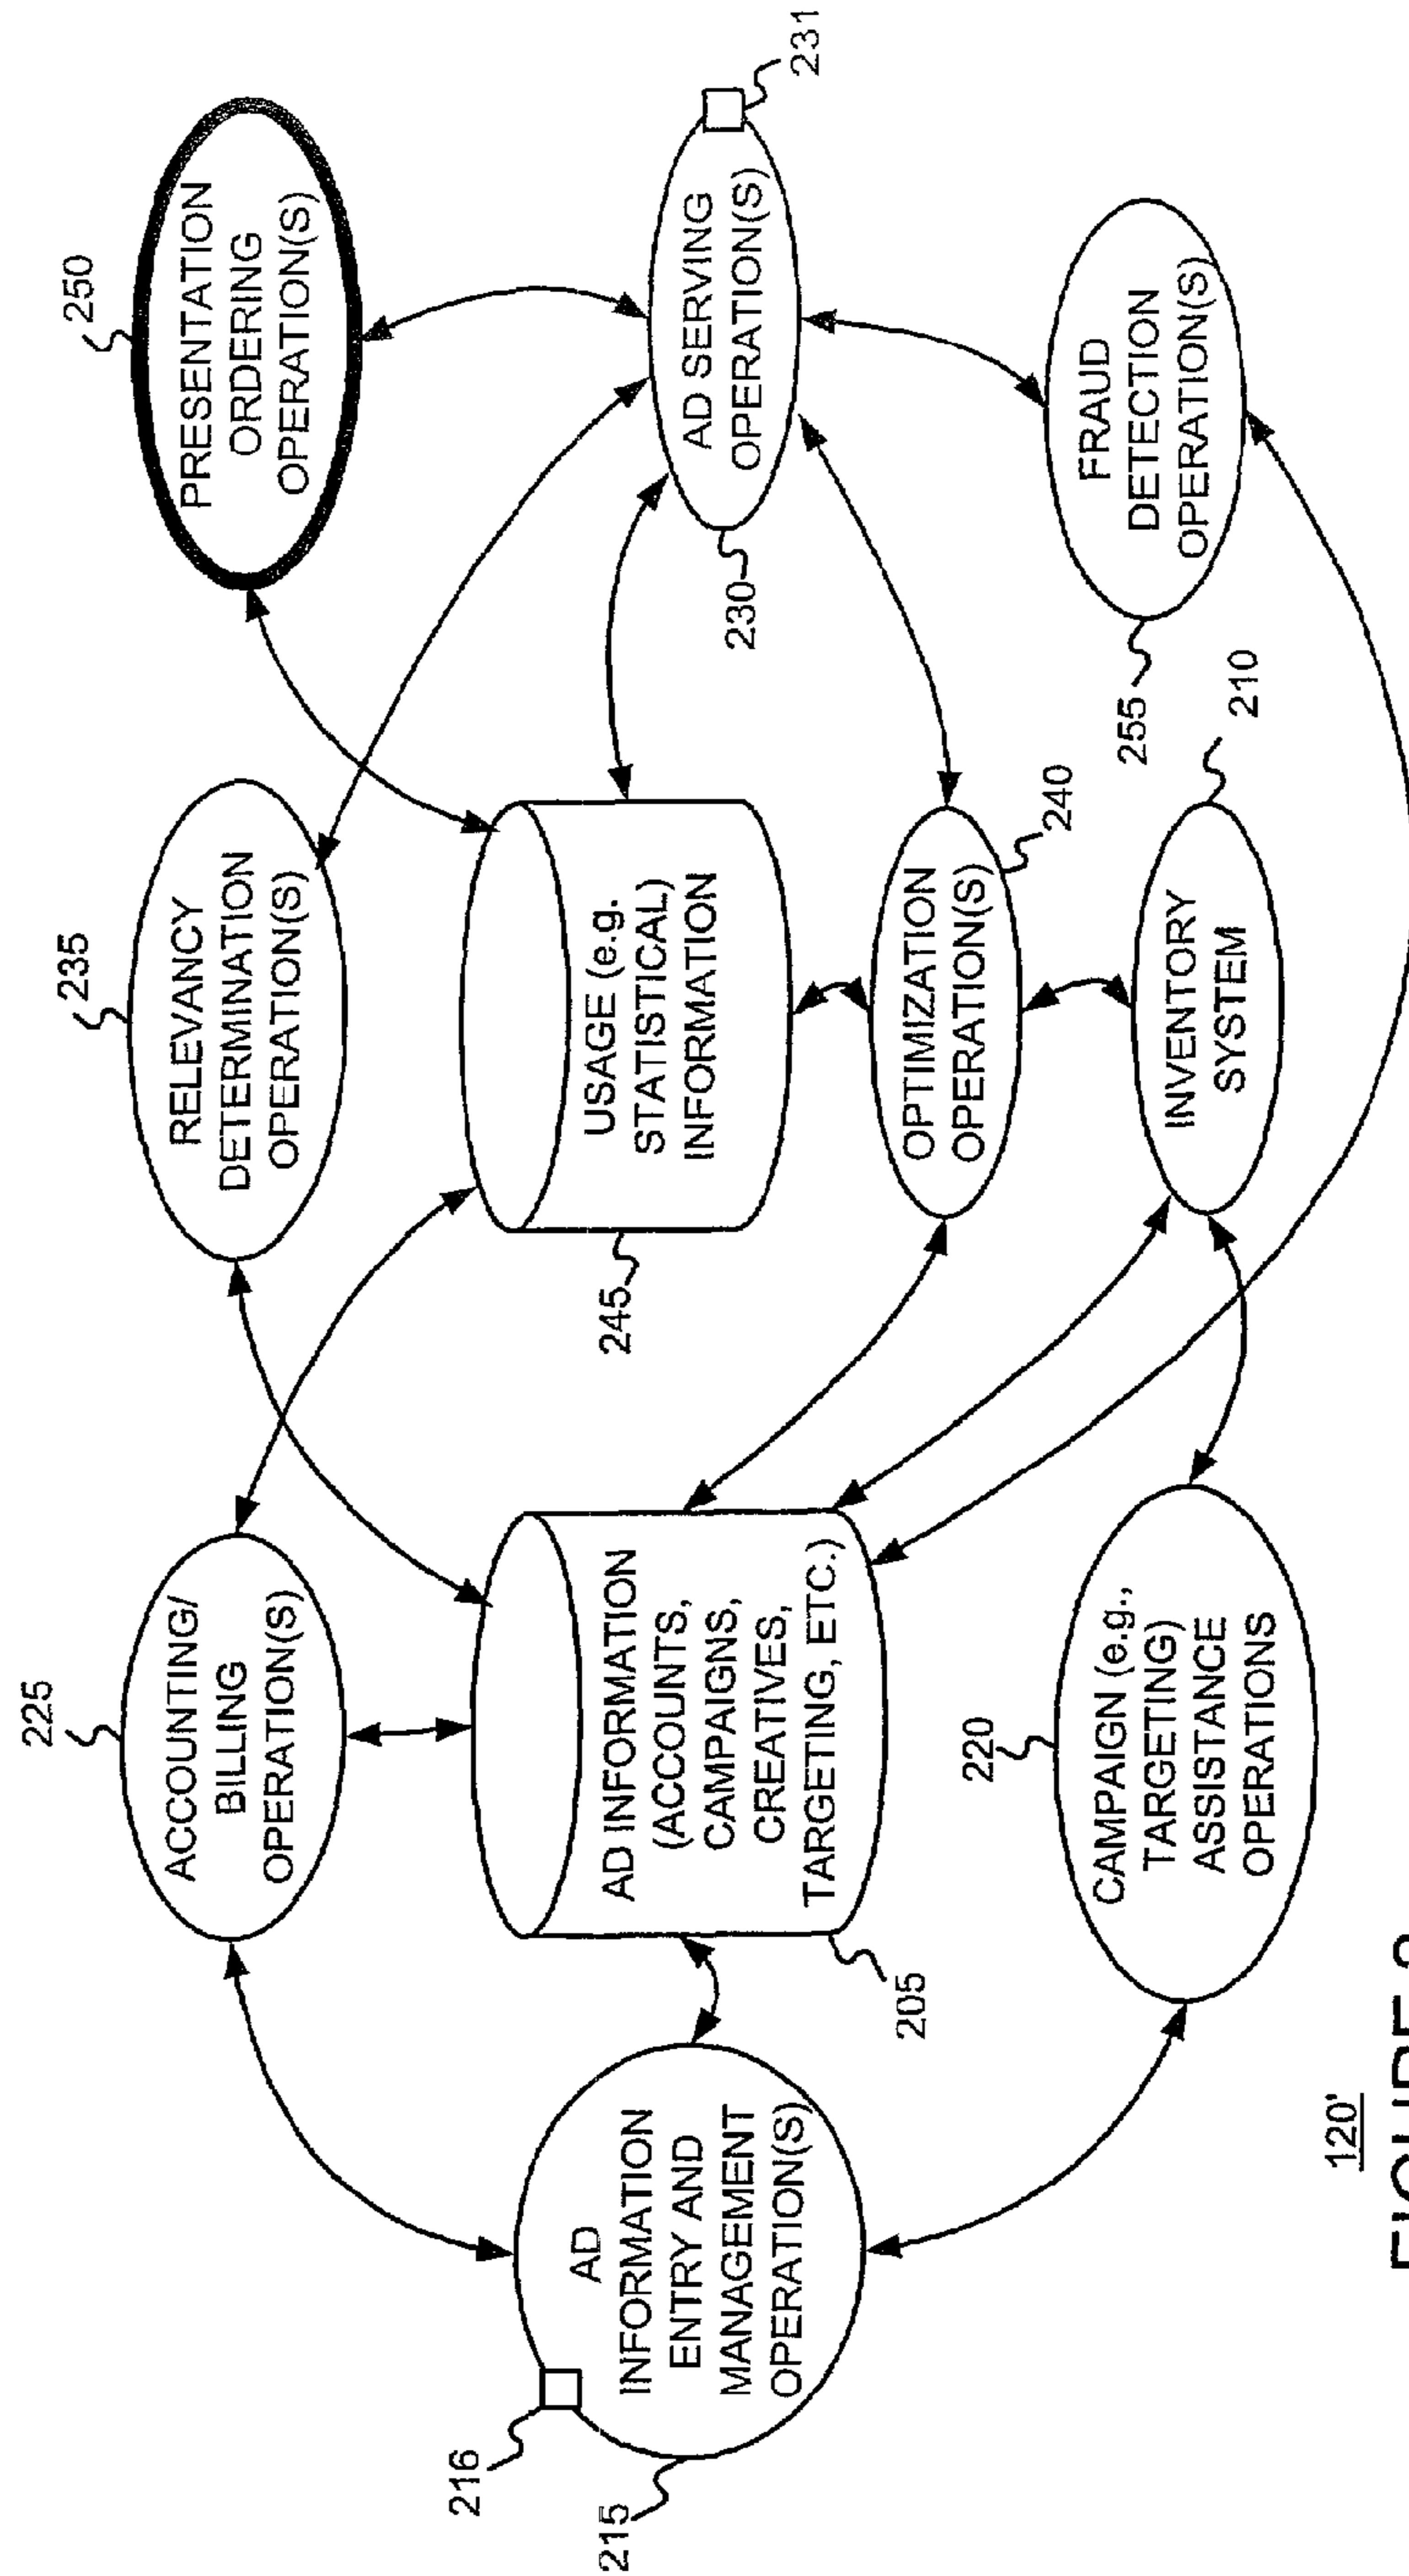 225
ACCOUNTING/
BILLING
OPERATION(S)
235
RELEVANCY
DETERMINATION
OPERATION(S)
250
PRESENTATION
ORDERING
OPERATION(S)
216
215
AD
INFORMATION
ENTRY AND
MANAGEMENT
OPERATION(S)
AD INFORMATION
(ACCOUNTS,
CAMPAIGNS,
CREATIVES,
TARGETING, ETC.)
205
245
USAGE (e.g.
STATISTICAL)
INFORMATION
230
AD SERVING
OPERATION(S)
231
OPTIMIZATION
OPERATION(S)
240
220
CAMPAIGN (e.g.,
TARGETING)
ASSISTANCE
OPERATIONS
INVENTORY
SYSTEM
210
255
FRAUD
DETECTION
OPERATION(S)
120'
FIGURE 2